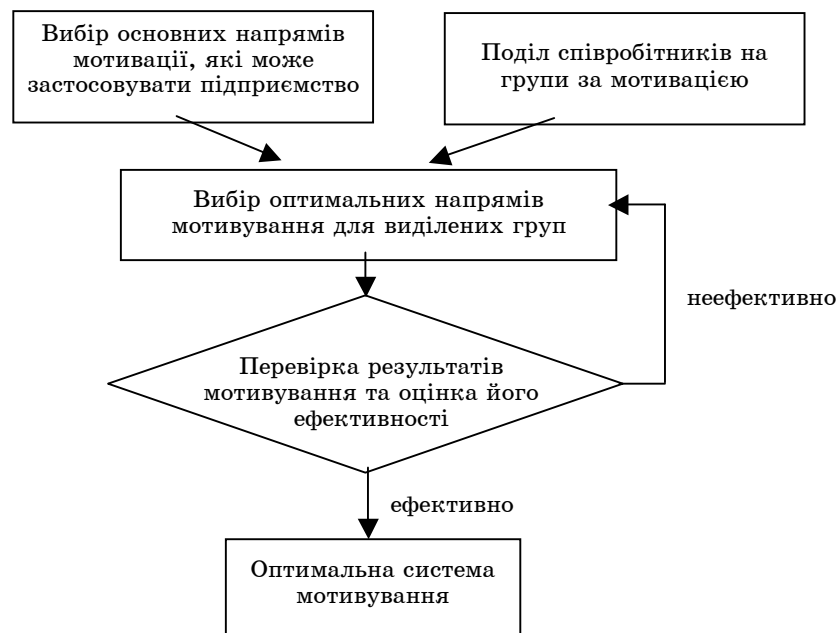 Вибір основних напрямів
мотивації, які може
застосовувати підприємство
Поділ співробітників на
групи за мотивацією
Вибір оптимальних напрямів
мотивування для виділених груп
неефективно
Перевірка результатів
мотивування та оцінка його
ефективності
ефективно
Оптимальна система
мотивування